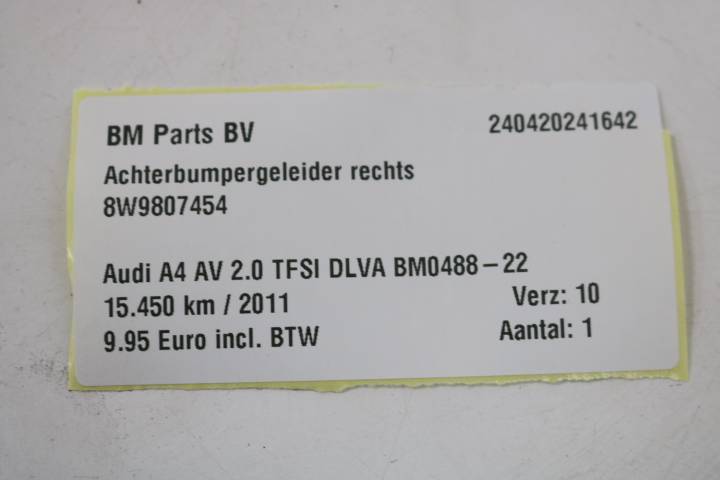 BM Parts BV 240420241642
Achterbumpergeleider rechts
8W9807454
Audi A4 AV 2.0 TFSI DLVA BM0488-22
15.450 km / 2011 Verz: 10
9.95 Euro incl. BTW Aantal: 1